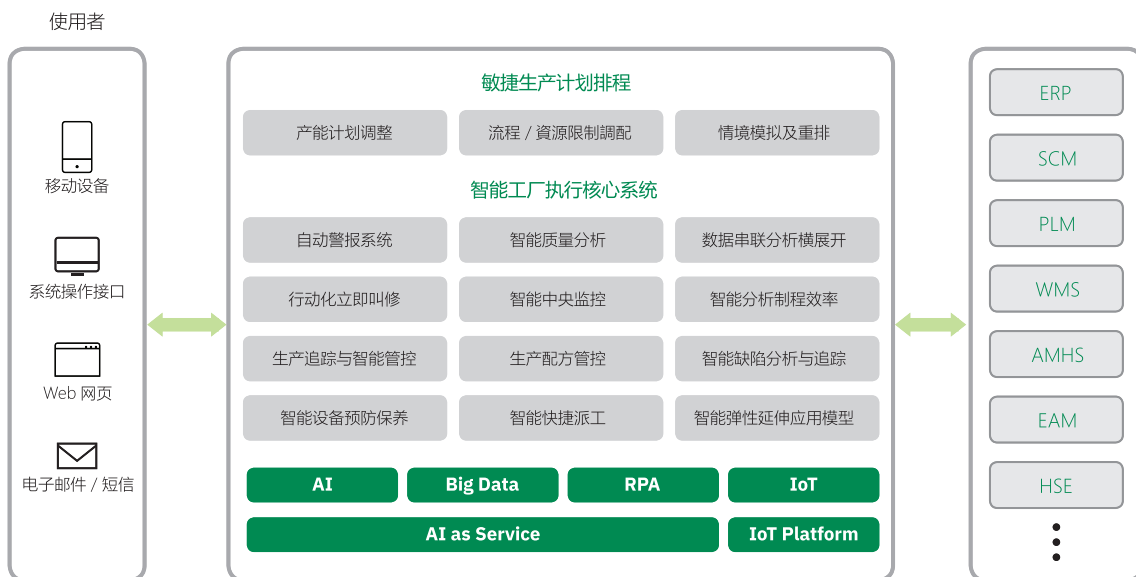 使用者
移动设备
系统操作接口
Web 网页
电子邮件 / 短信
敏捷生产计划排程
产能计划调整
流程 / 資源限制調配
情境模拟及重排
智能工厂执行核心系统
自动警报系统
智能质量分析
数据串联分析横展开
行动化立即叫修
智能中央监控
智能分析制程效率
生产追踪与智能管控
生产配方管控
智能缺陷分析与追踪
智能设备预防保养
智能快捷派工
智能弹性延伸应用模型
AI
Big Data
RPA
IoT
AI as Service
IoT Platform
ERP
SCM
PLM
WMS
AMHS
EAM
HSE